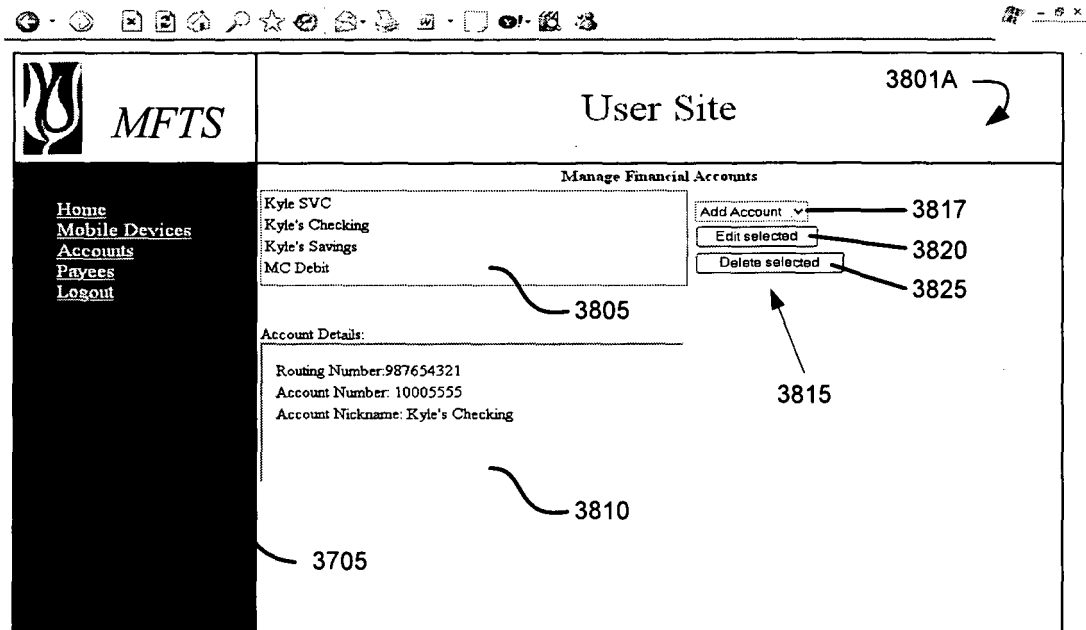 3801A
MFTS
User Site
Manage Financial Accounts
Home
Mobile Devices
Accounts
Payees
Logout
Kyle SVC
Kyle's Checking
Kyle's Savings
MC Debit
Add Account
Edit selected
Delete selected
3817
3820
3825
3805
3815
Account Details:
Routing Number:987654321
Account Number: 10005555
Account Nickname: Kyle's Checking
3810
3705